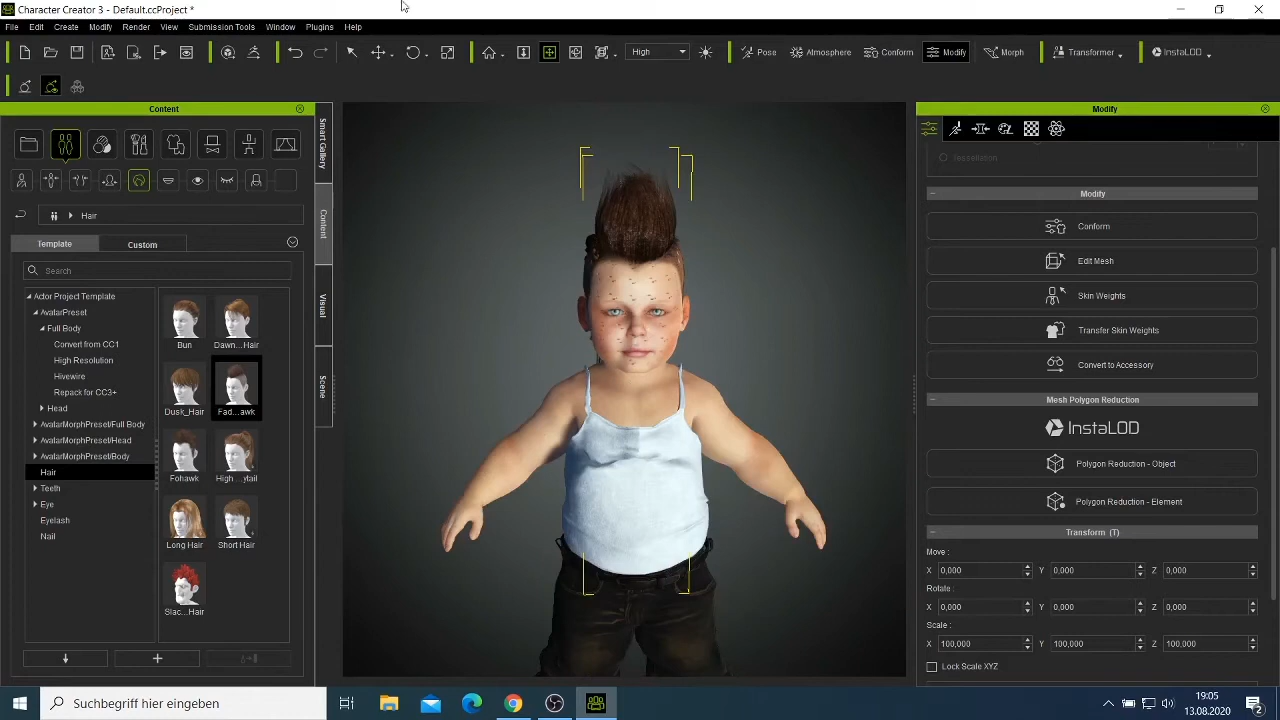 Character Creator 3 - Default.ccProject *
File Edit Create Modify Render Submission Tools Window Plugins Help
High Pose Atmosphere Conform Modify Morph Transformer InstaLOD
Content
Smart Gallery
Content
Visual
Scene
Hair
Template Custom
Search
Actor Project Template
AvatarPreset
Full Body
Convert from CC1
High Resolution
Hivewire
Repack for CC3+
Head
AvatarMorphPreset/Full Body
AvatarMorphPreset/Head
AvatarMorphPreset/Body
Hair
Teeth
Eye
Eyelash
Nail
Bun Dawn_Hair
Dusk_Hair Fad...awk
Fohawk High ...ytail
Long Hair Short Hair
Slac...Hair
Modify
Tessellation
Modify
Conform
Edit Mesh
Skin Weights
Transfer Skin Weights
Convert to Accessory
Mesh Polygon Reduction
InstaLOD
Polygon Reduction - Object
Polygon Reduction - Element
Transform (T)
Move :
X 0,000 Y 0,000 Z 0,000
Rotate :
X 0,000 Y 0,000 Z 0,000
Scale :
X 100,000 Y 100,000 Z 100,000
Lock Scale XYZ
Suchbegriff hier eingeben
19:05
13.08.2020
2